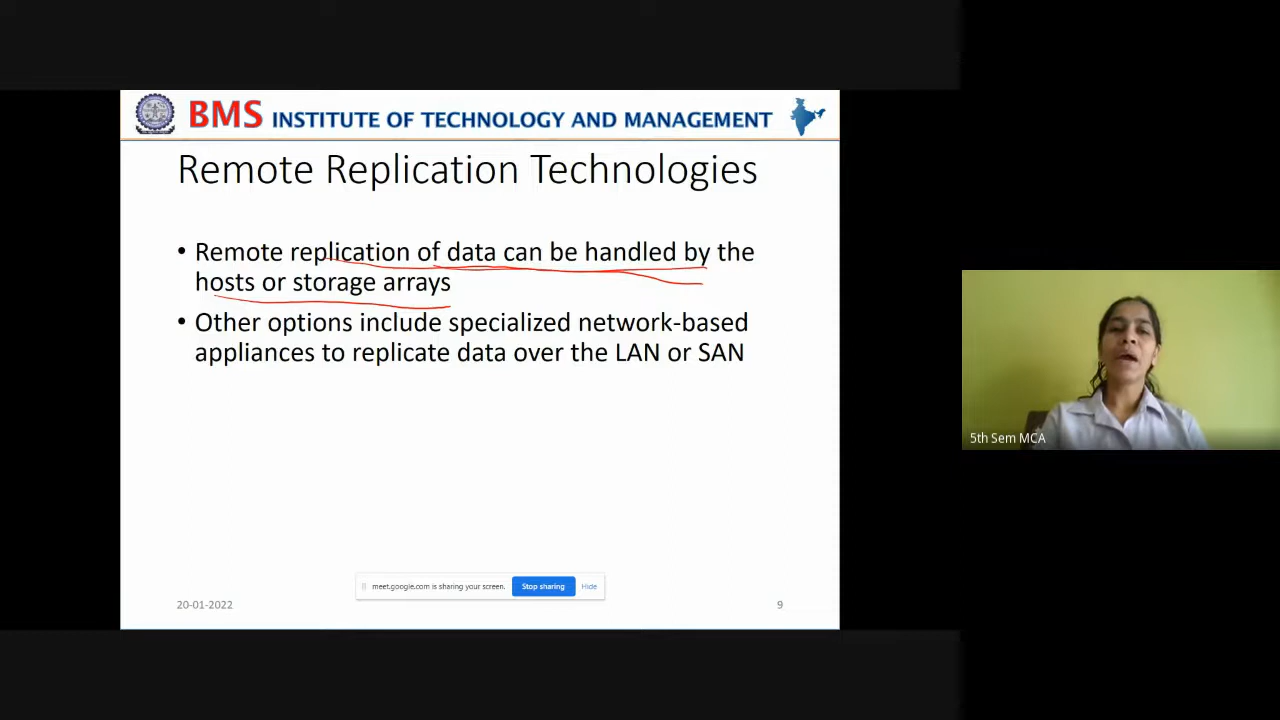 BMS INSTITUTE OF TECHNOLOGY AND MANAGEMENT
Remote Replication Technologies
• Remote replication of data can be handled by the
hosts or storage arrays
• Other options include specialized network-based
appliances to replicate data over the LAN or SAN
meet.google.com is sharing your screen. Stop sharing Hide
20-01-2022 9
5th Sem MCA